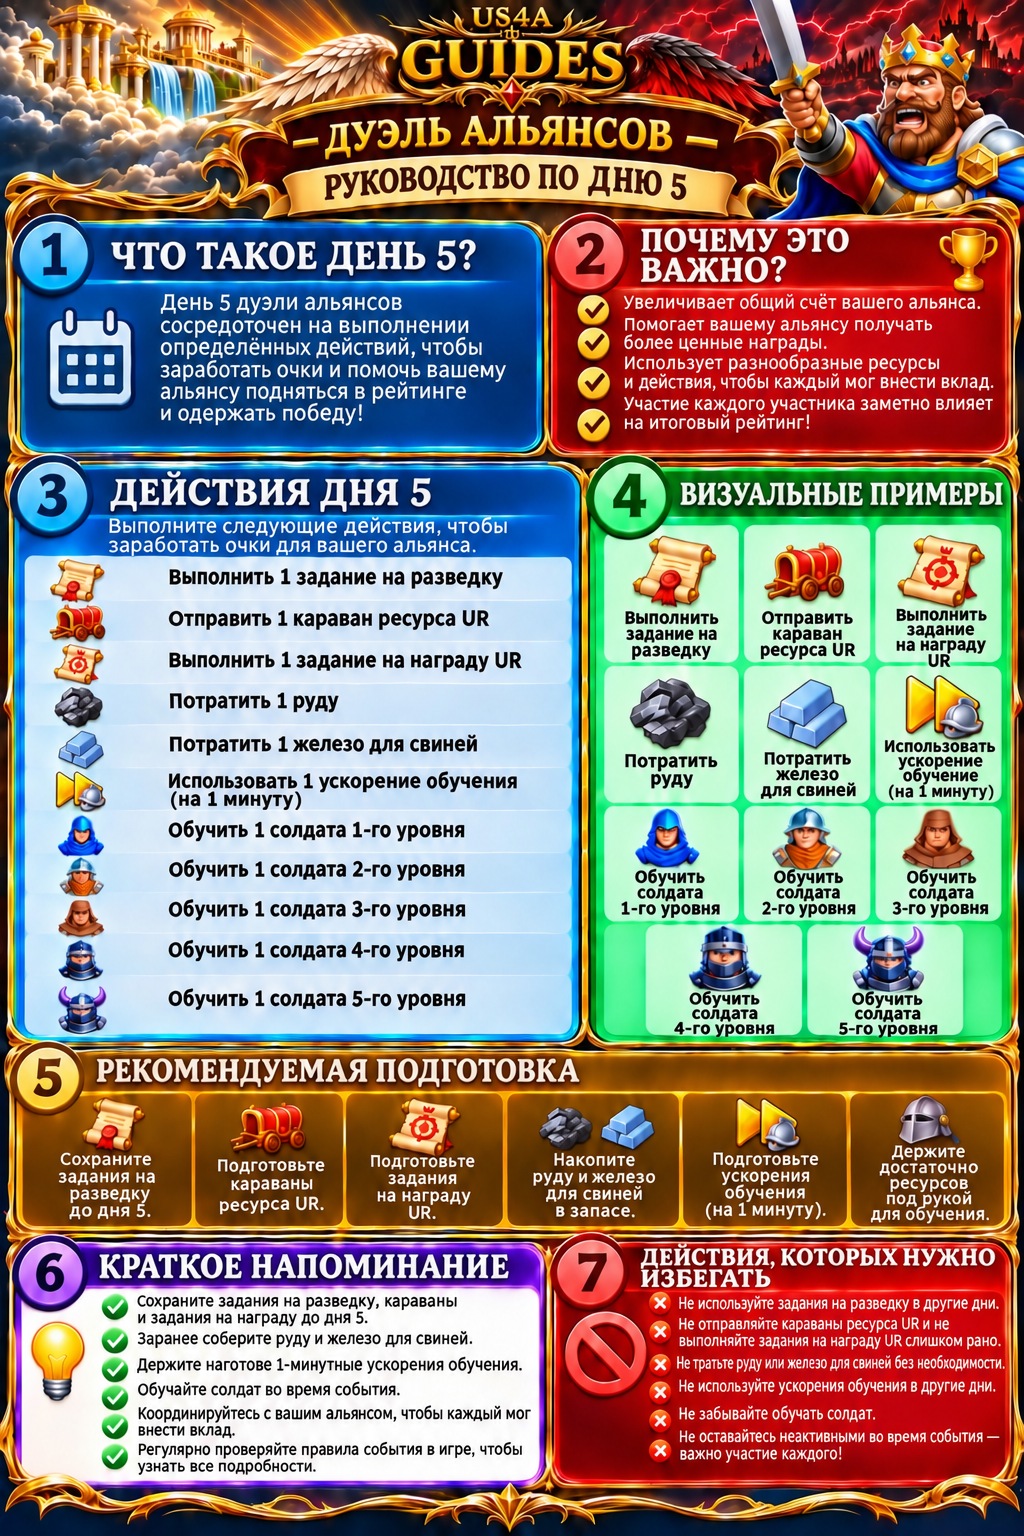 US4A
GUIDES
— ДУЭЛЬ АЛЬЯНСОВ —
РУКОВОДСТВО ПО ДНЮ 5
1
ЧТО ТАКОЕ ДЕНЬ 5?
День 5 дуэли альянсов
сосредоточен на выполнении
определённых действий, чтобы
заработать очки и помочь вашему
альянсу подняться в рейтинге
и одержать победу!
2
ПОЧЕМУ ЭТО
ВАЖНО?
Увеличивает общий счёт вашего альянса.
Помогает вашему альянсу получать
более ценные награды.
Использует разнообразные ресурсы
и действия, чтобы каждый мог внести вклад.
Участие каждого участника заметно влияет
на итоговый рейтинг!
3
ДЕЙСТВИЯ ДНЯ 5
Выполните следующие действия, чтобы
заработать очки для вашего альянса.
Выполнить 1 задание на разведку
Отправить 1 караван ресурса UR
Выполнить 1 задание на награду UR
Потратить 1 руду
Потратить 1 железо для свиней
Использовать 1 ускорение обучения
(на 1 минуту)
Обучить 1 солдата 1-го уровня
Обучить 1 солдата 2-го уровня
Обучить 1 солдата 3-го уровня
Обучить 1 солдата 4-го уровня
Обучить 1 солдата 5-го уровня
4
ВИЗУАЛЬНЫЕ ПРИМЕРЫ
Выполнить
задание на
разведку
Отправить
караван
ресурса UR
Выполнить
задание
на награду
UR
Потратить
руду
Потратить
железо
для свиней
Использовать
ускорение
обучение
(на 1 минуту)
Обучить
солдата
1-го уровня
Обучить
солдата
2-го уровня
Обучить
солдата
3-го уровня
Обучить
солдата
4-го уровня
Обучить
солдата
5-го уровня
5
РЕКОМЕНДУЕМАЯ ПОДГОТОВКА
Сохраните
задания на
разведку
до дня 5.
Подготовьте
караваны
ресурса UR.
Подготовьте
задания
на награду
UR.
Накопите
руду и железо
для свиней
в запасе.
Подготовьте
ускорения
обучения
(на 1 минуту).
Держите
достаточно
ресурсов
под рукой
для обучения.
6
КРАТКОЕ НАПОМИНАНИЕ
Сохраните задания на разведку, караваны
и задания на награду до дня 5.
Заранее соберите руду и железо для свиней.
Держите наготове 1-минутные ускорения обучения.
Обучайте солдат во время события.
Координируйтесь с вашим альянсом, чтобы каждый мог
внести вклад.
Регулярно проверяйте правила события в игре, чтобы
узнать все подробности.
7
ДЕЙСТВИЯ, КОТОРЫХ НУЖНО
ИЗБЕГАТЬ
Не используйте задания на разведку в другие дни.
Не отправляйте караваны ресурса UR и не
выполняйте задания на награду UR слишком рано.
Не тратьте руду или железо для свиней без необходимости.
Не используйте ускорения обучения в другие дни.
Не забывайте обучать солдат.
Не оставайтесь неактивными во время события —
важно участие каждого!